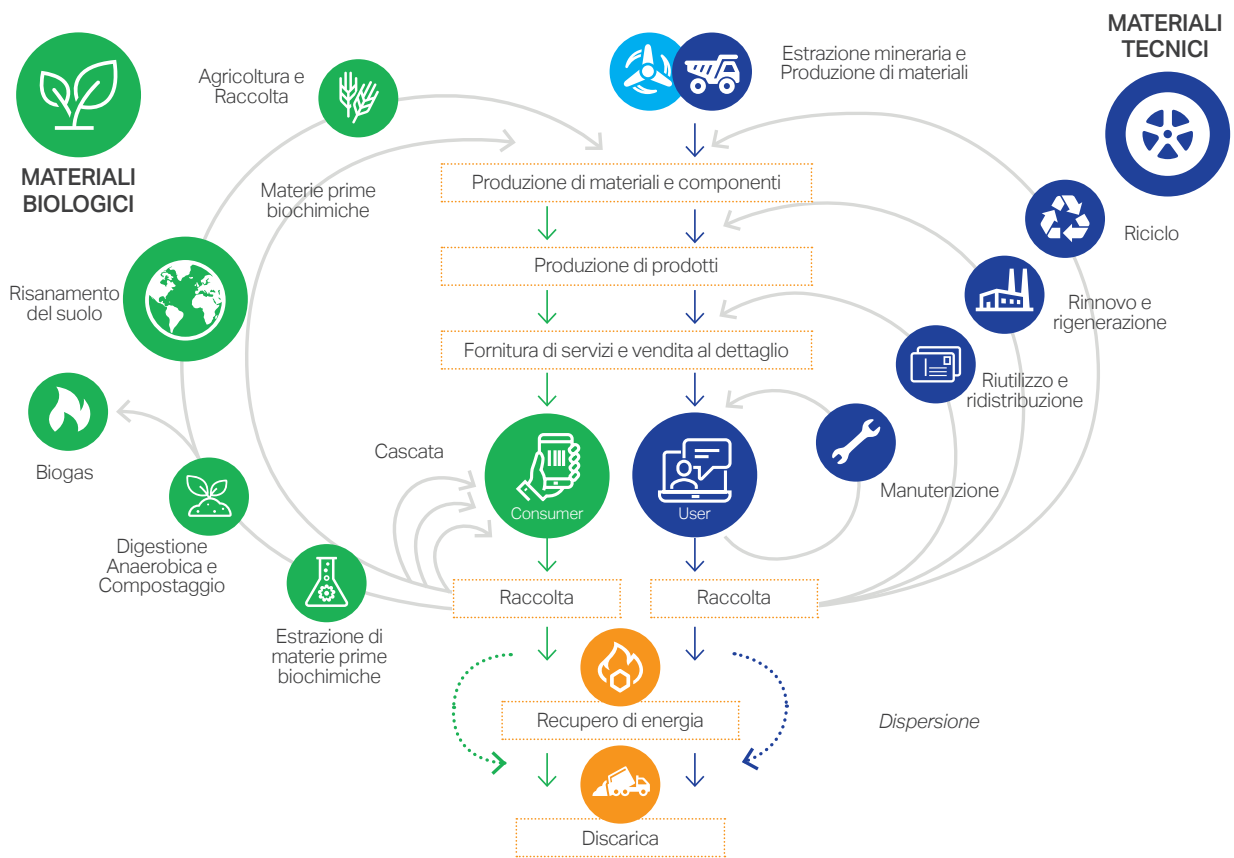 MATERIALI
TECNICI
Estrazione mineraria e
Produzione di materiali
Agricoltura e
Raccolta
MATERIALI
BIOLOGICI
Materie prime
biochimiche
Produzione di materiali e componenti
Riciclo
Produzione di prodotti
Risanamento
del suolo
Rinnovo e
rigenerazione
Fornitura di servizi e vendita al dettaglio
Riutilizzo e
ridistribuzione
Cascata
Biogas
Manutenzione
Consumer
User
Digestione
Anaerobica e
Compostaggio
Raccolta
Raccolta
Estrazione di
materie prime
biochimiche
Recupero di energia
Dispersione
Discarica